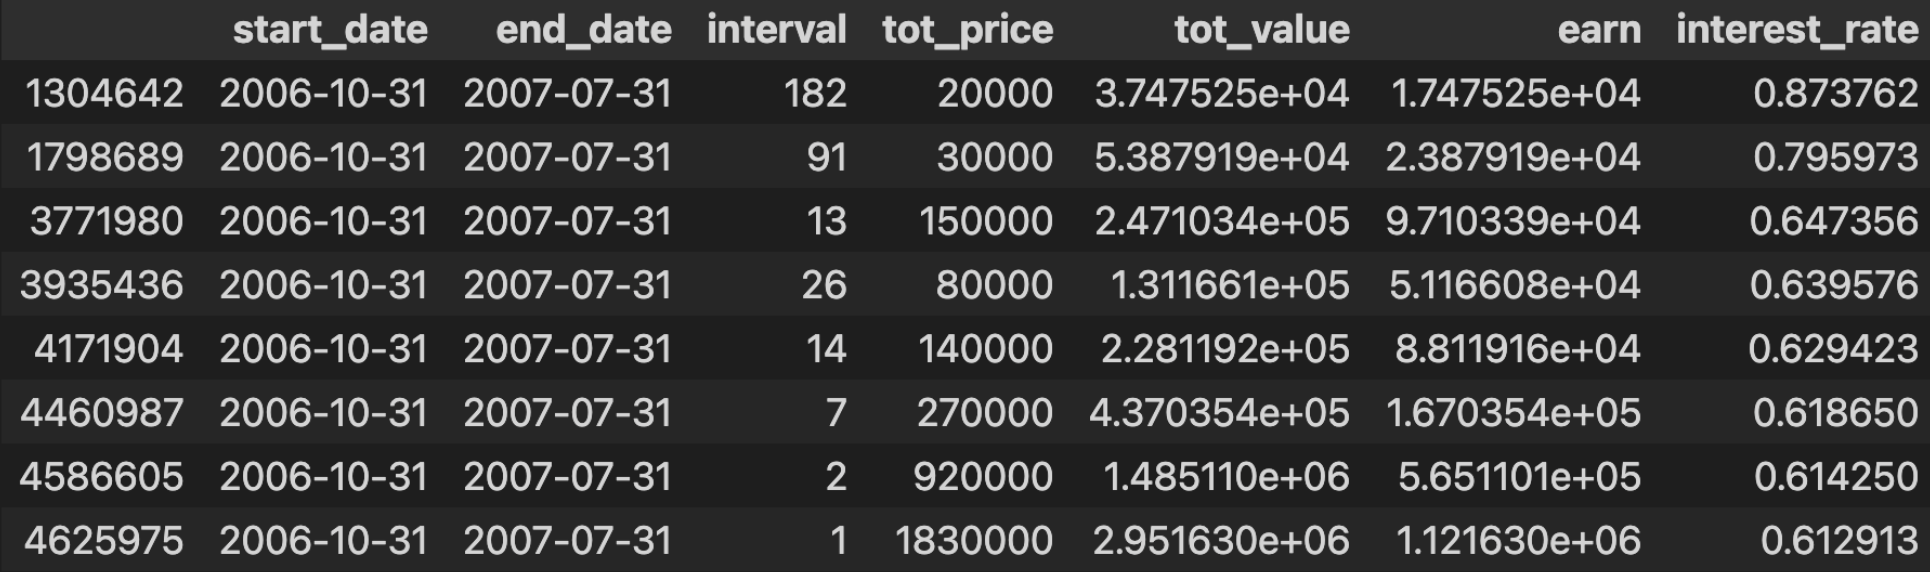 start_date end_date interval tot_price tot_value earn interest_rate
1304642 2006-10-31 2007-07-31 182 20000 3.747525e+04 1.747525e+04 0.873762
1798689 2006-10-31 2007-07-31 91 30000 5.387919e+04 2.387919e+04 0.795973
3771980 2006-10-31 2007-07-31 13 150000 2.471034e+05 9.710339e+04 0.647356
3935436 2006-10-31 2007-07-31 26 80000 1.311661e+05 5.116608e+04 0.639576
4171904 2006-10-31 2007-07-31 14 140000 2.281192e+05 8.811916e+04 0.629423
4460987 2006-10-31 2007-07-31 7 270000 4.370354e+05 1.670354e+05 0.618650
4586605 2006-10-31 2007-07-31 2 920000 1.485110e+06 5.651101e+05 0.614250
4625975 2006-10-31 2007-07-31 1 1830000 2.951630e+06 1.121630e+06 0.612913